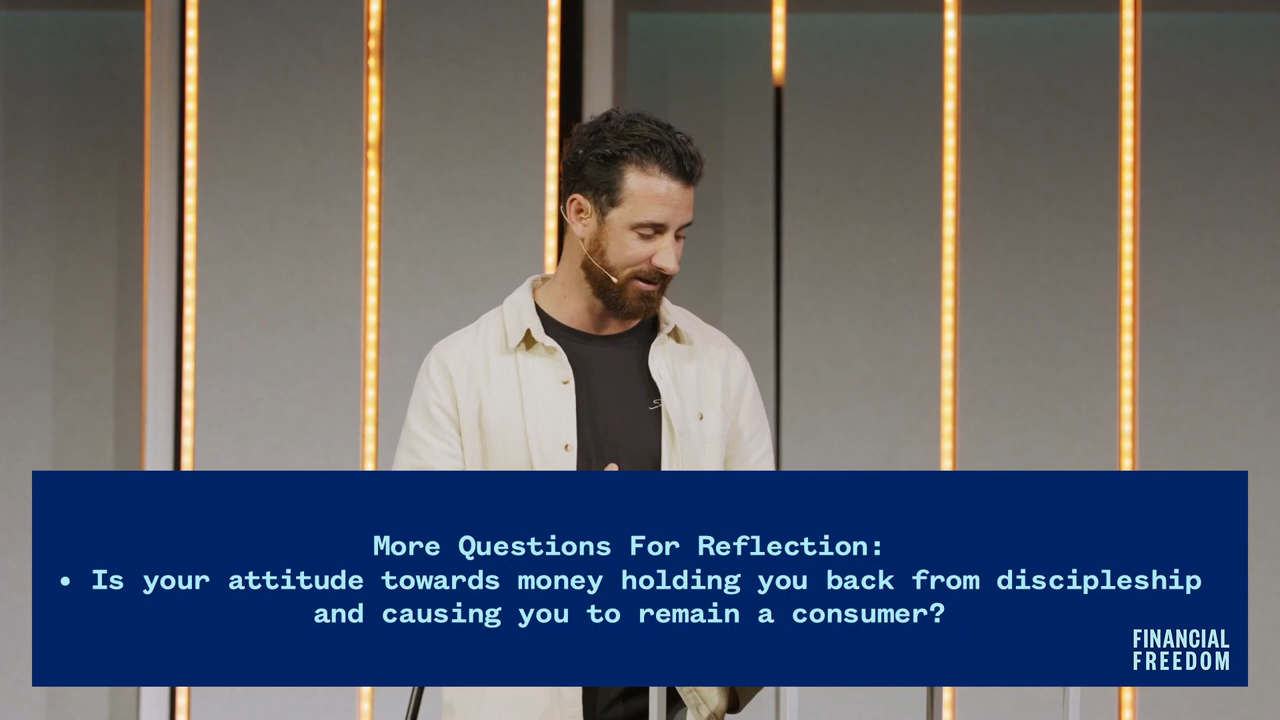 More Questions For Reflection:
• Is your attitude towards money holding you back from discipleship
and causing you to remain a consumer?
FINANCIAL
FREEDOM